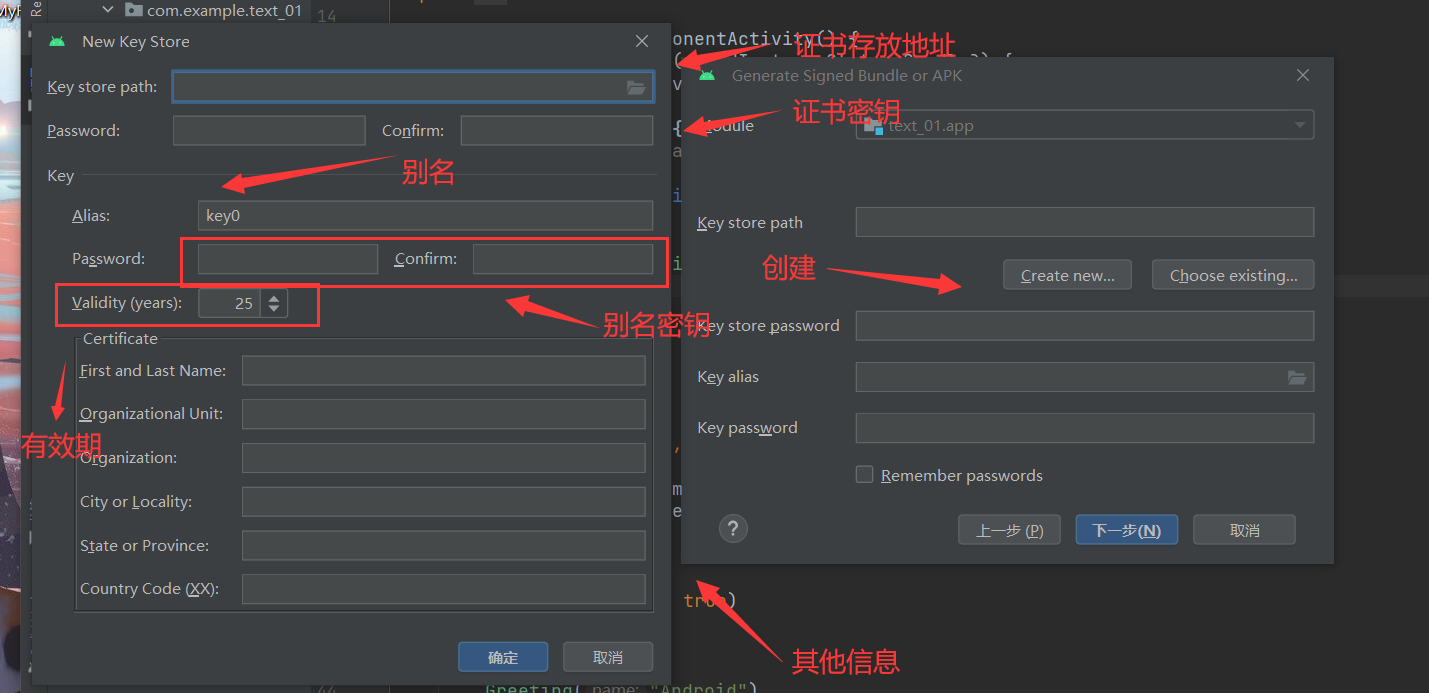 com.example.text_01
14
New Key Store
Key store path:
Password:
Confirm:
Key
Alias:
key0
Password:
Confirm:
Validity (years):
25
Certificate
First and Last Name:
Organizational Unit:
Organization:
City or Locality:
State or Province:
Country Code (XX):
确定
取消
证书存放地址
证书密钥
别名
别名密钥
有效期
创建
其他信息
Generate Signed Bundle or APK
Module
text_01.app
Key store path
Create new...
Choose existing...
Key store password
Key alias
Key password
Remember passwords
?
上一步 (P)
下一步(N)
取消
onentActivity() {
true)
Greeting( name: "Android")